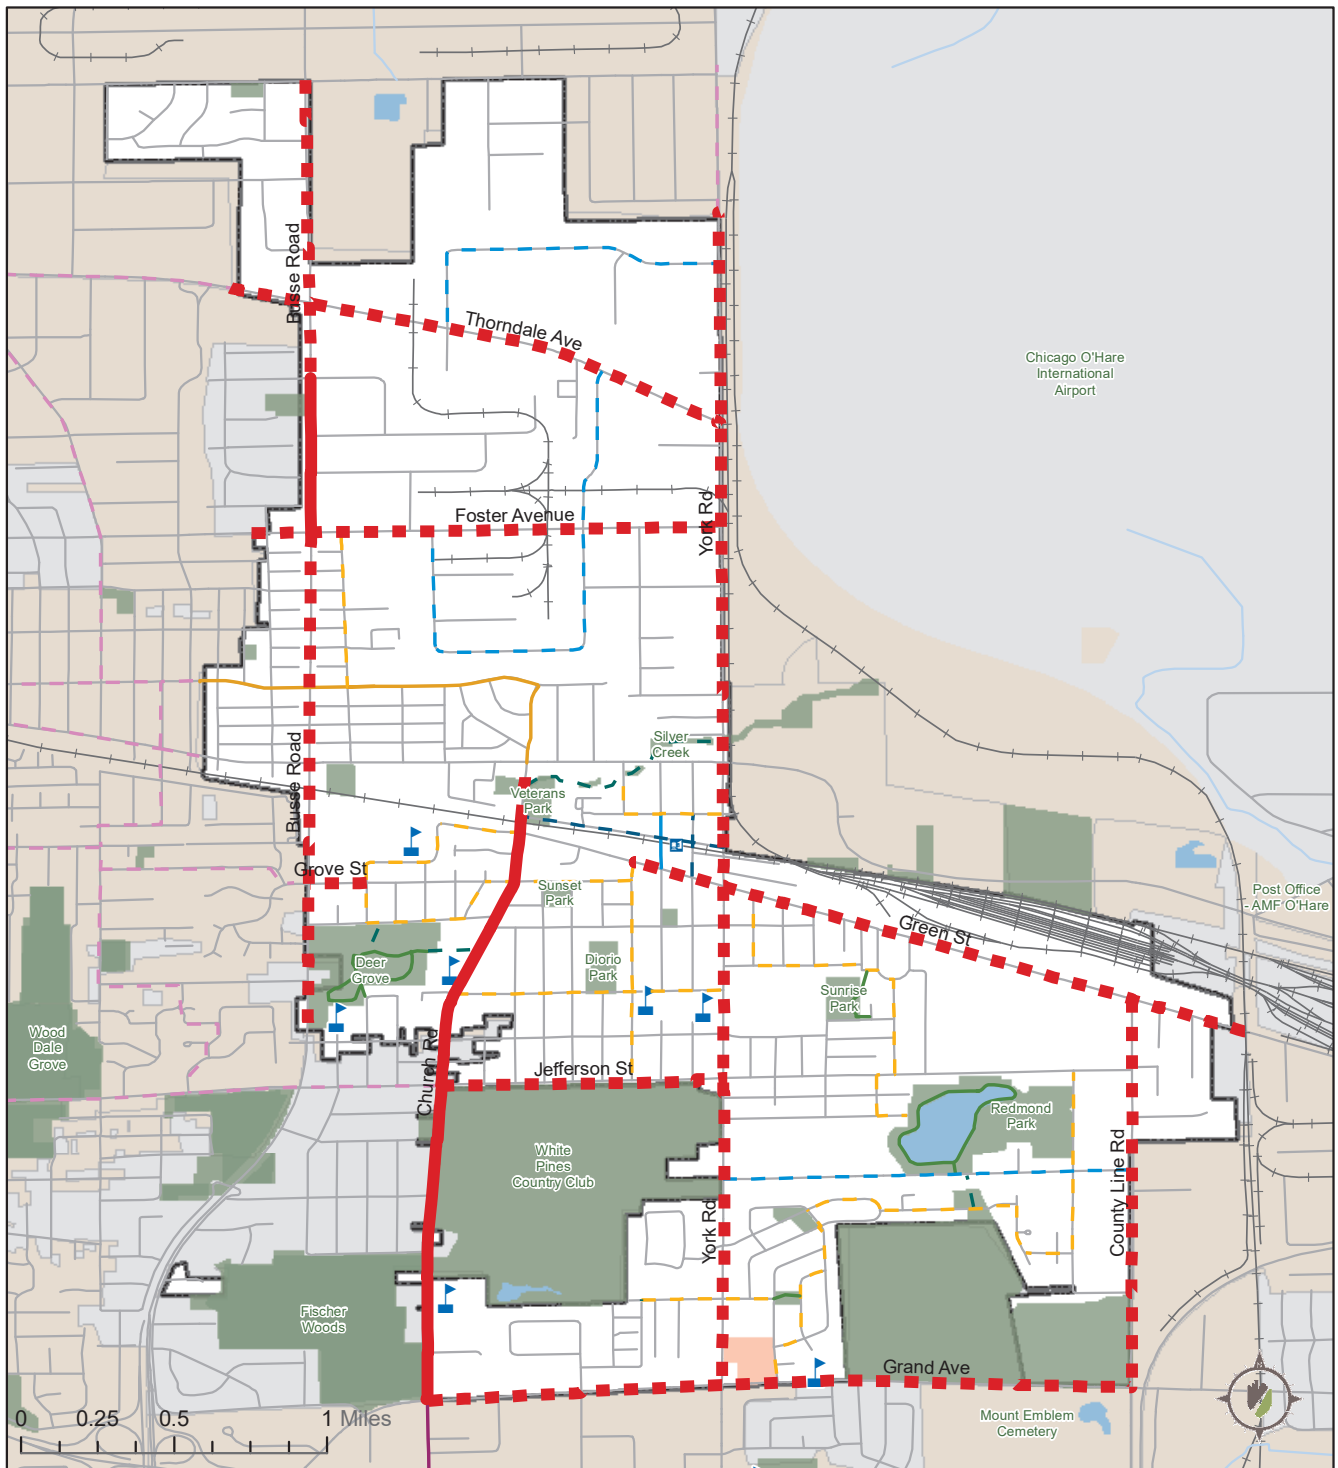 Busse Road
Thorndale Ave
Chicago O'Hare
International
Airport
York Rd
Foster Avenue
Silver
Creek
Busse Road
Veterans
Park
Grove St
Sunset
Park
Post Office
- AMF O'Hare
Green St
Deer
Grove
Diorio
Park
Sunrise
Park
Wood
Dale
Grove
Church Rd
Jefferson St
Redmond
Park
White
Pines
Country Club
County Line Rd
York Rd
Fischer
Woods
Grand Ave
Mount Emblem
Cemetery
0 0.25 0.5 1 Miles